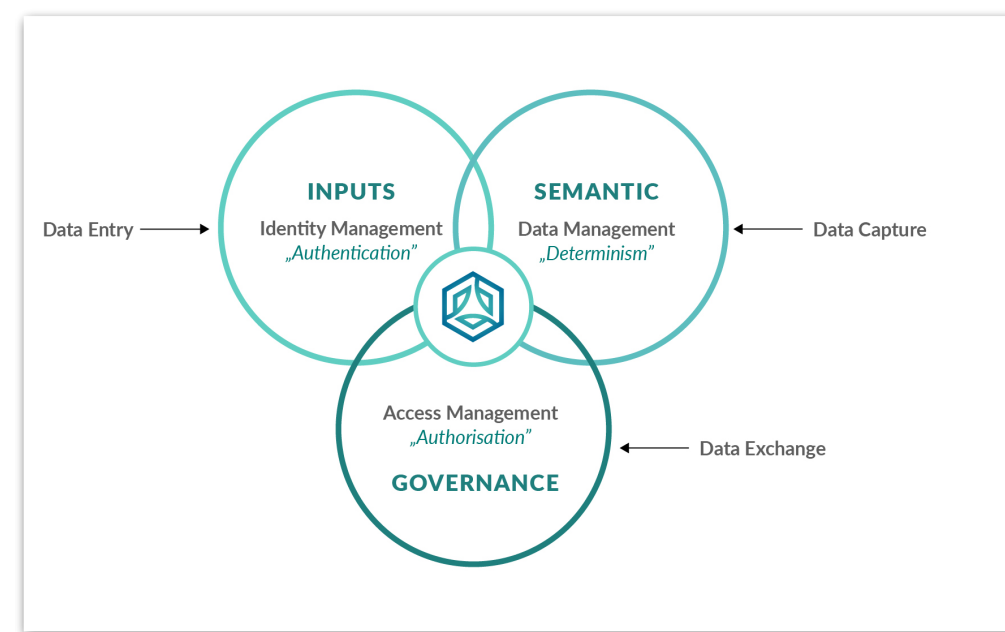 INPUTS
Identity Management
„Authentication”
SEMANTIC
Data Management
„Determinism”
Data Entry
Data Capture
Access Management
„Authorisation”
GOVERNANCE
Data Exchange